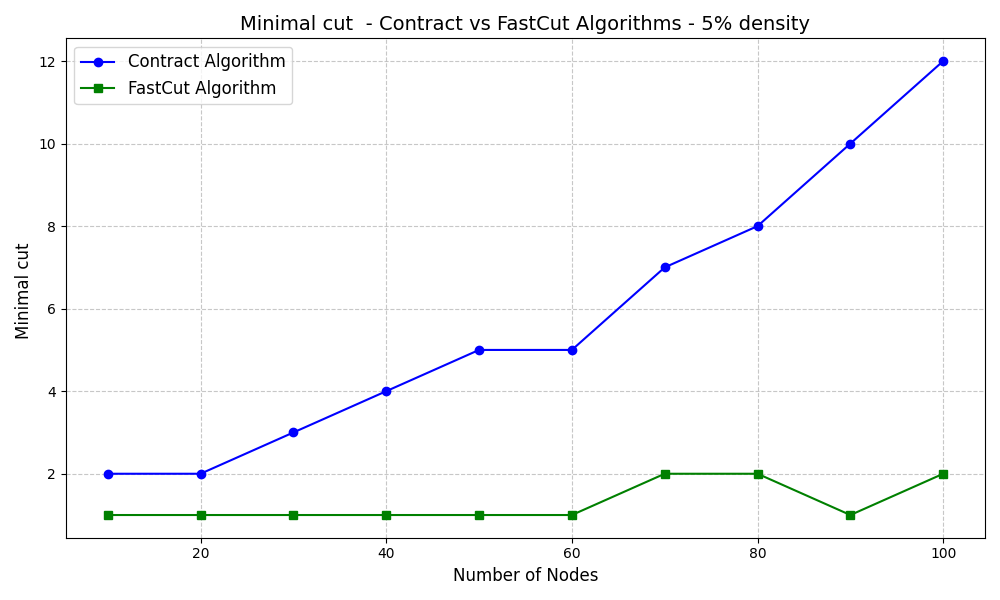 Minimal cut  - Contract vs FastCut Algorithms - 5% density
Contract Algorithm
FastCut Algorithm
12
10
8
6
4
2
Minimal cut
20 40 60 80 100
Number of Nodes